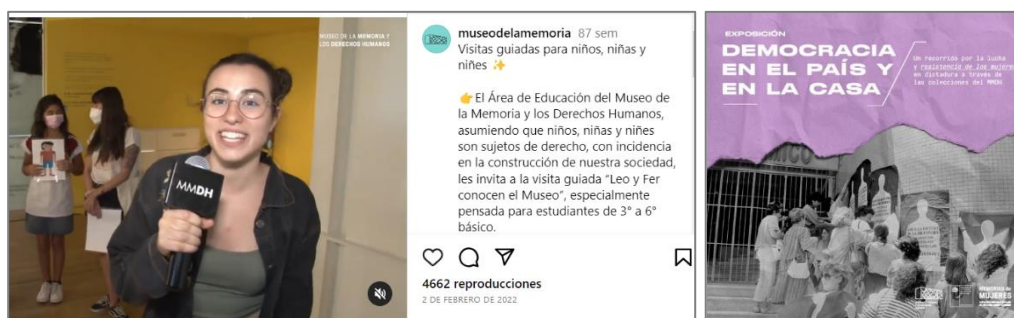 MUSEO DE LA MEMORIA Y
LOS DERECHOS HUMANOS
MMDH
museodelamemoria 87 sem
Visitas guiadas para niños, niñas y
niñes ✨
👉 El Área de Educación del Museo de
la Memoria y los Derechos Humanos,
asumiendo que niños, niñas y niñes
son sujetos de derecho, con incidencia
en la construcción de nuestra sociedad,
les invita a la visita guiada "Leo y Fer
conocen el Museo", especialmente
pensada para estudiantes de 3° a 6°
básico.
4662 reproducciones
2 DE FEBRERO DE 2022
EXPOSICIÓN
DEMOCRACIA
EN EL PAÍS Y
EN LA CASA
Un recorrido por la lucha
y resistencia de las mujeres
en dictadura a través de
las colecciones del MMDH
MUJERES